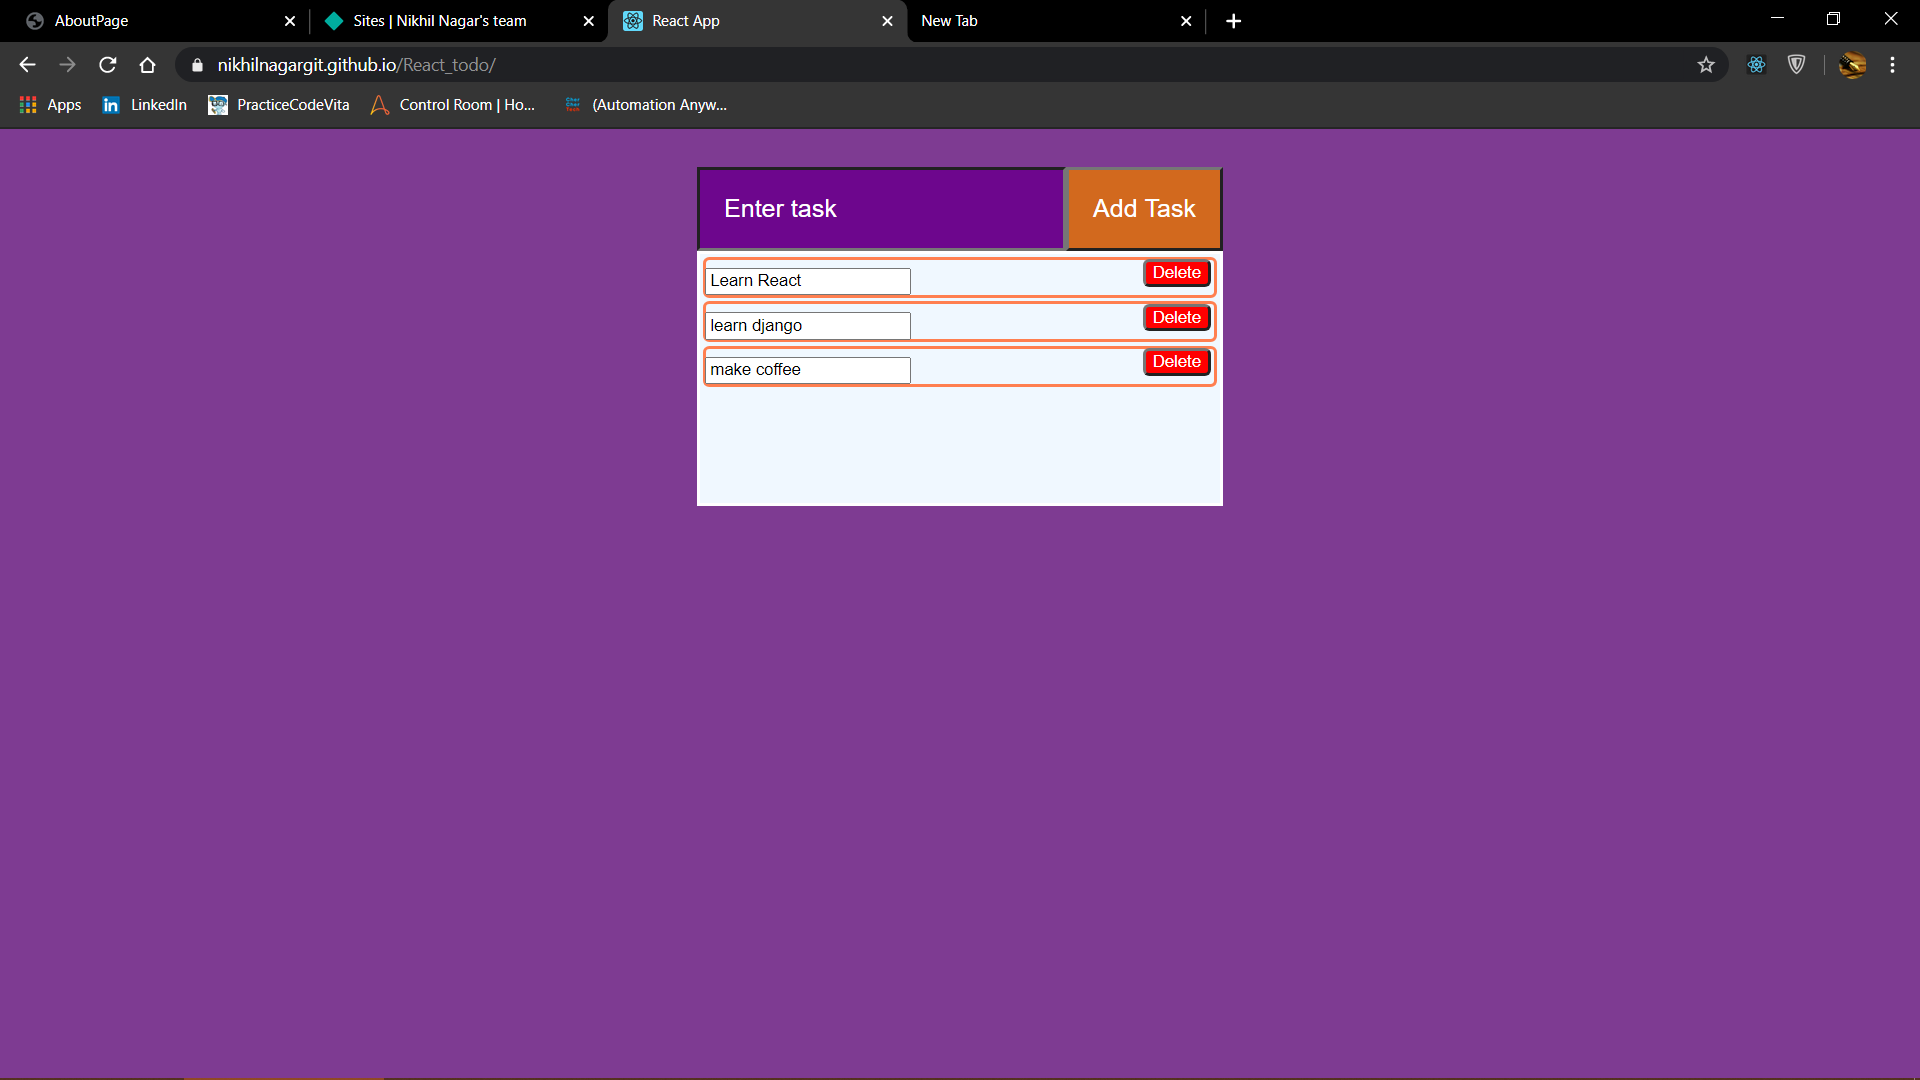 AboutPage
Sites | Nikhil Nagar's team
React App
New Tab
nikhilnagargit.github.io/React_todo/
Apps
LinkedIn
PracticeCodeVita
Control Room | Ho...
(Automation Anyw...
Enter task
Add Task
Learn React
Delete
learn django
Delete
make coffee
Delete